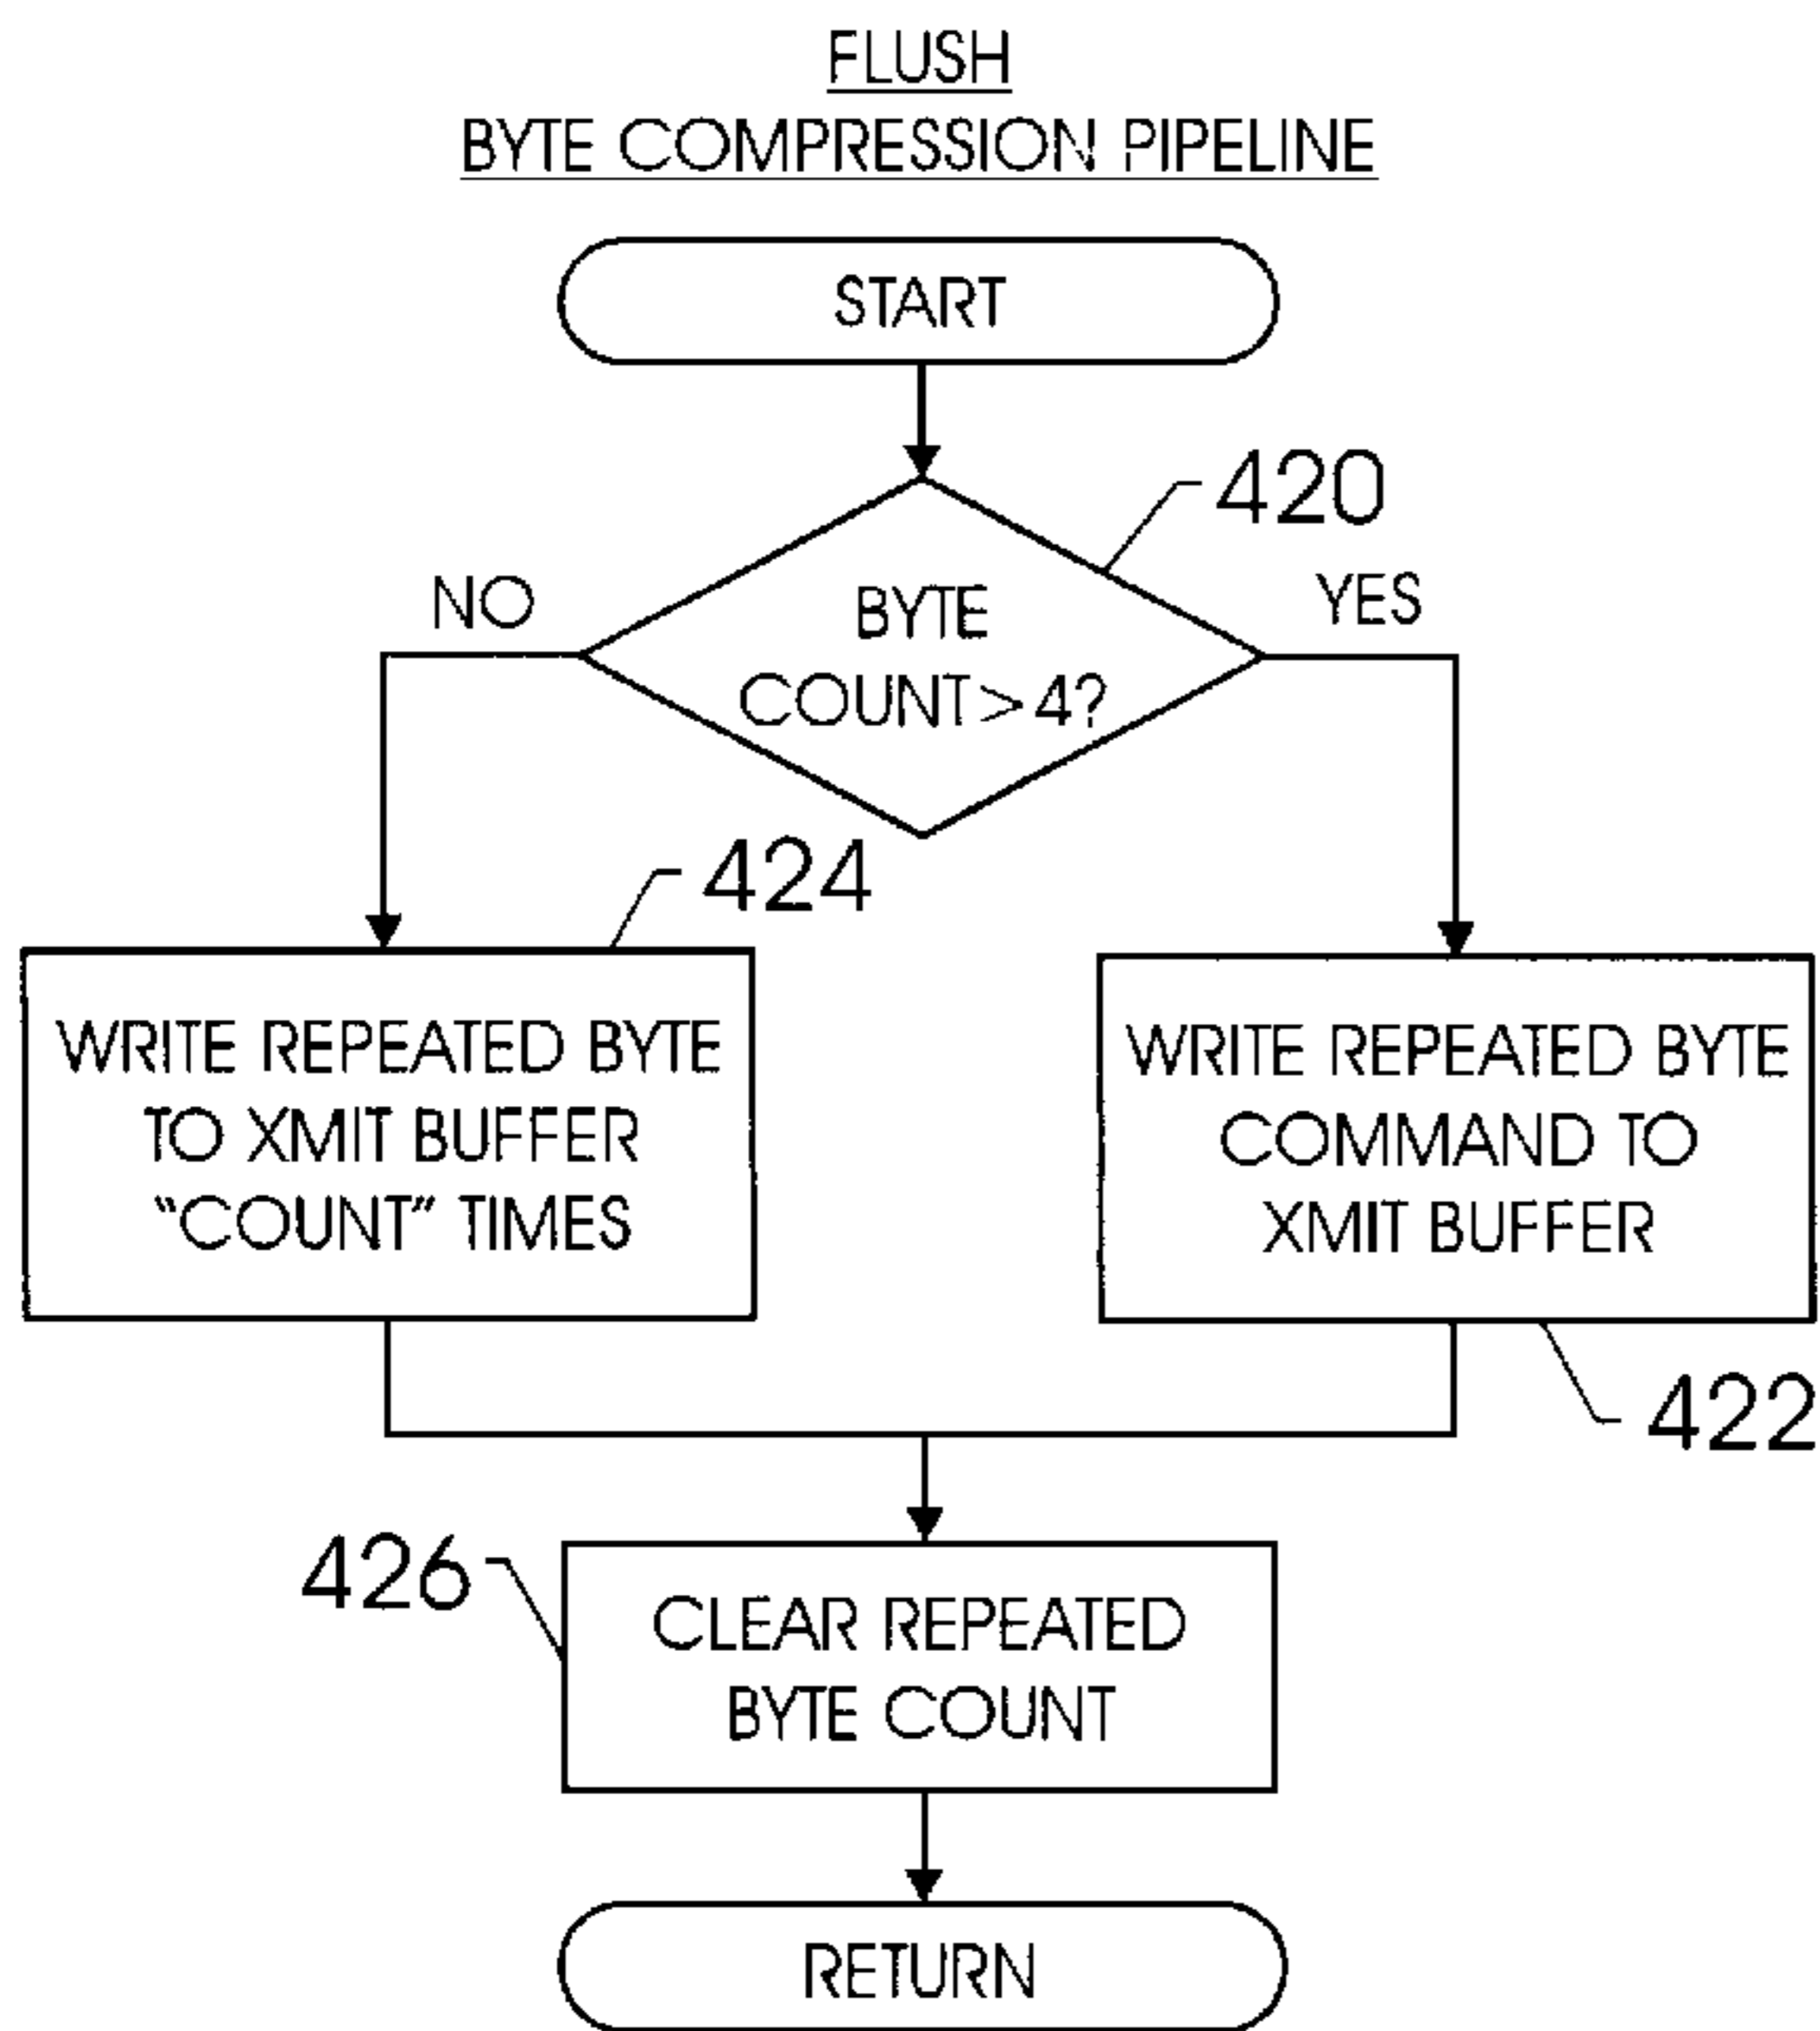 FLUSH
BYTE COMPRESSION PIPELINE
START
420
NO
YES
BYTE
COUNT>4?
424
WRITE REPEATED BYTE
TO XMIT BUFFER
“COUNT” TIMES
WRITE REPEATED BYTE
COMMAND TO
XMIT BUFFER
422
426
CLEAR REPEATED
BYTE COUNT
RETURN